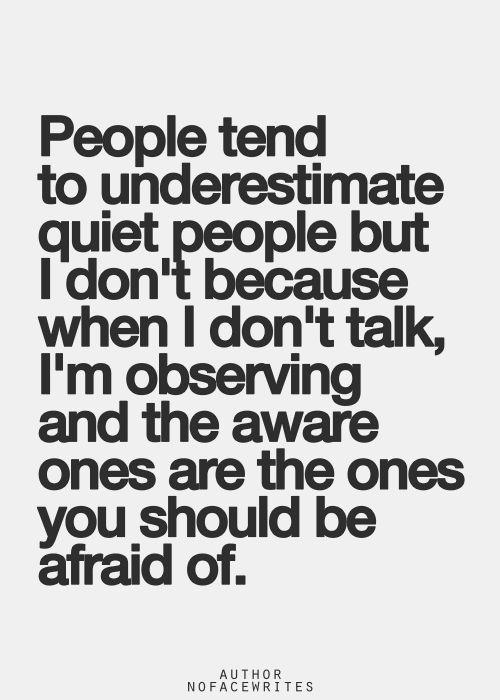 People tend
to underestimate
quiet people but
I don't because
when I don't talk,
I'm observing
and the aware
ones are the ones
you should be
afraid of.
AUTHOR
NOFACEWRITES